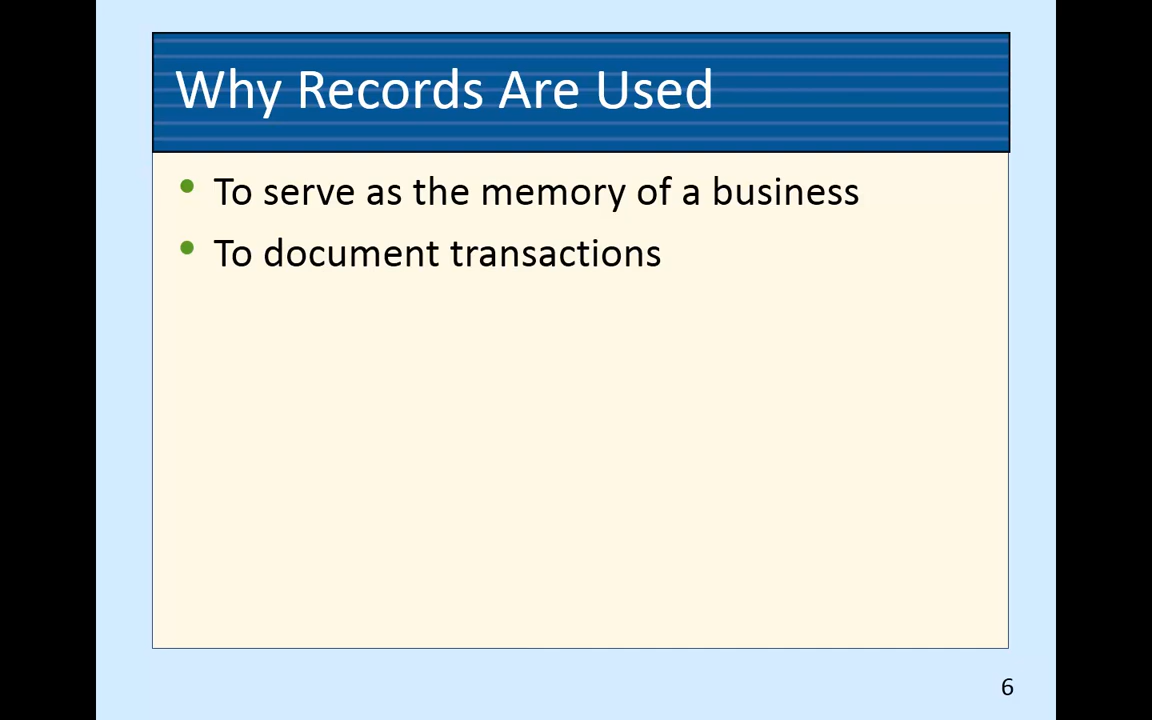 Why Records Are Used
• To serve as the memory of a business
• To document transactions
6